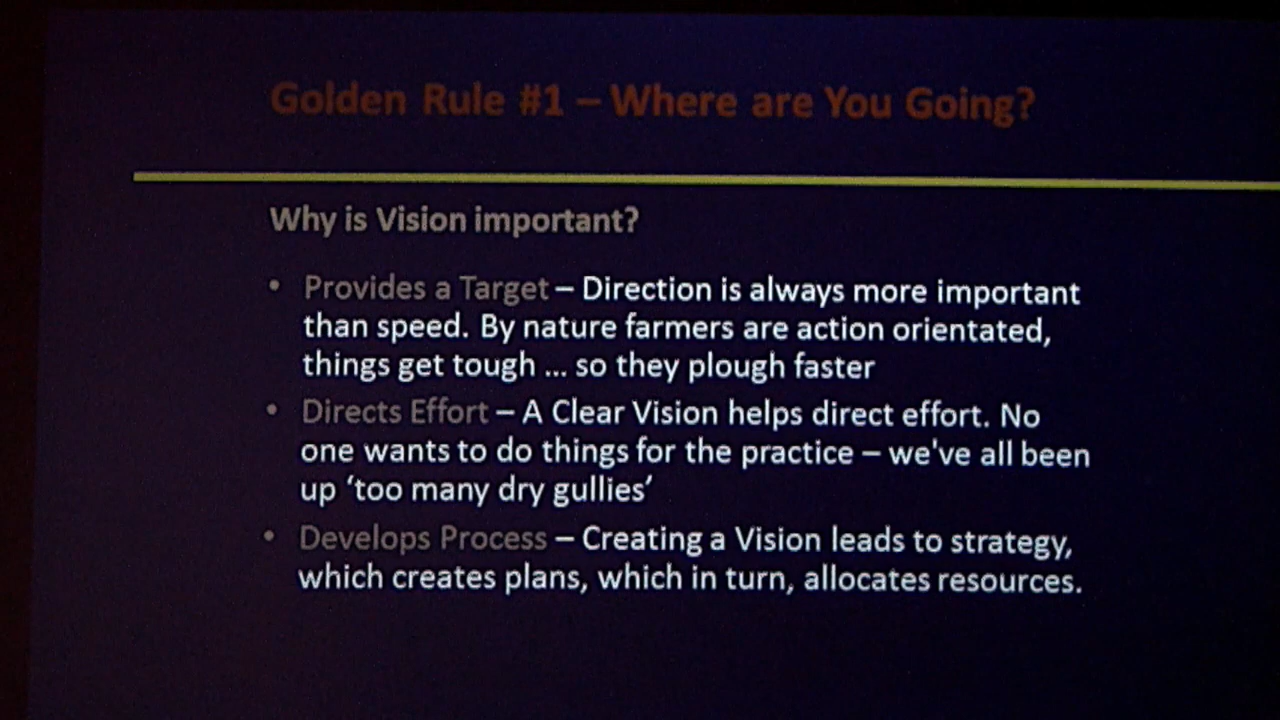 Golden Rule #1 – Where are You Going?
Why is Vision important?
• Provides a Target – Direction is always more important
than speed. By nature farmers are action orientated,
things get tough ... so they plough faster
• Directs Effort – A Clear Vision helps direct effort. No
one wants to do things for the practice – we've all been
up ‘too many dry gullies’
• Develops Process – Creating a Vision leads to strategy,
which creates plans, which in turn, allocates resources.